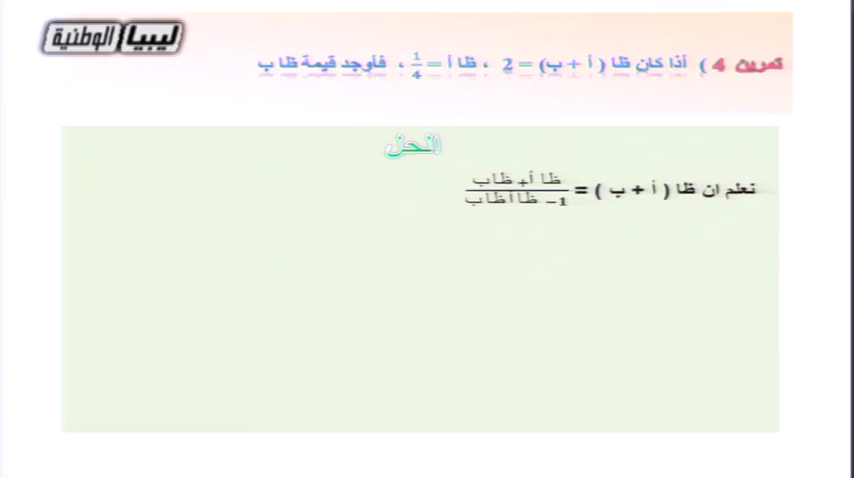 ليبيا الوطنية
تمرين 4 ) أذا كان ظا ( أ + ب) = 2 ، ظا أ = 1/4 ، فأوجد قيمة ظا ب
الحل
نعلم ان ظا ( أ + ب ) = ظا أ + ظا ب / 1 – ظا أ ظا ب